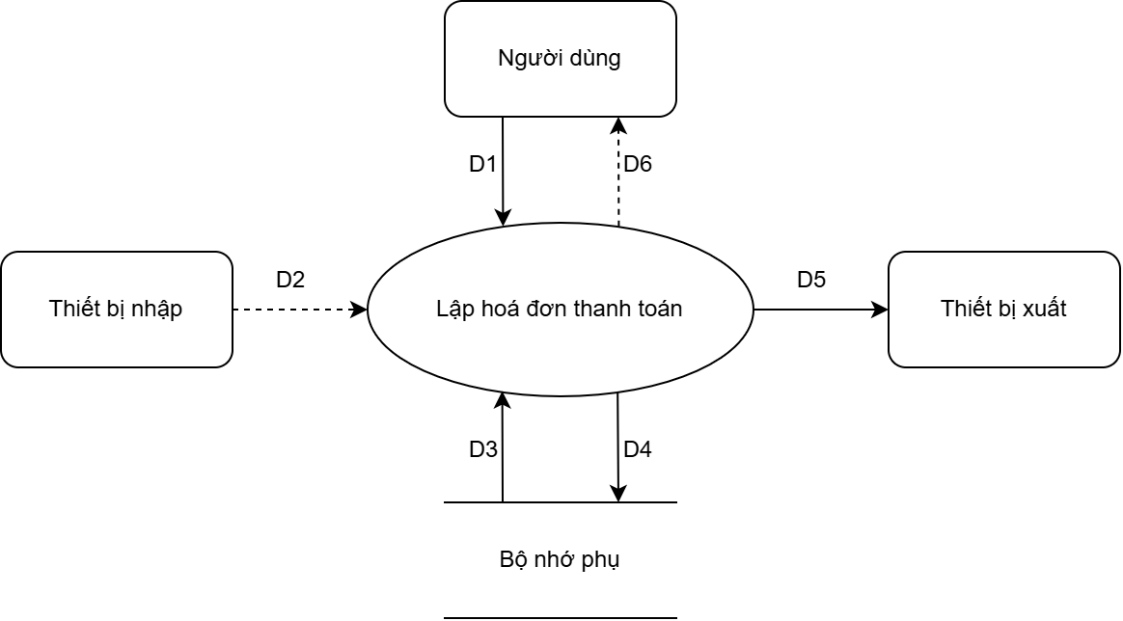 Người dùng
D1
D6
D2
D5
Thiết bị nhập
Lập hoá đơn thanh toán
Thiết bị xuất
D3
D4
Bộ nhớ phụ